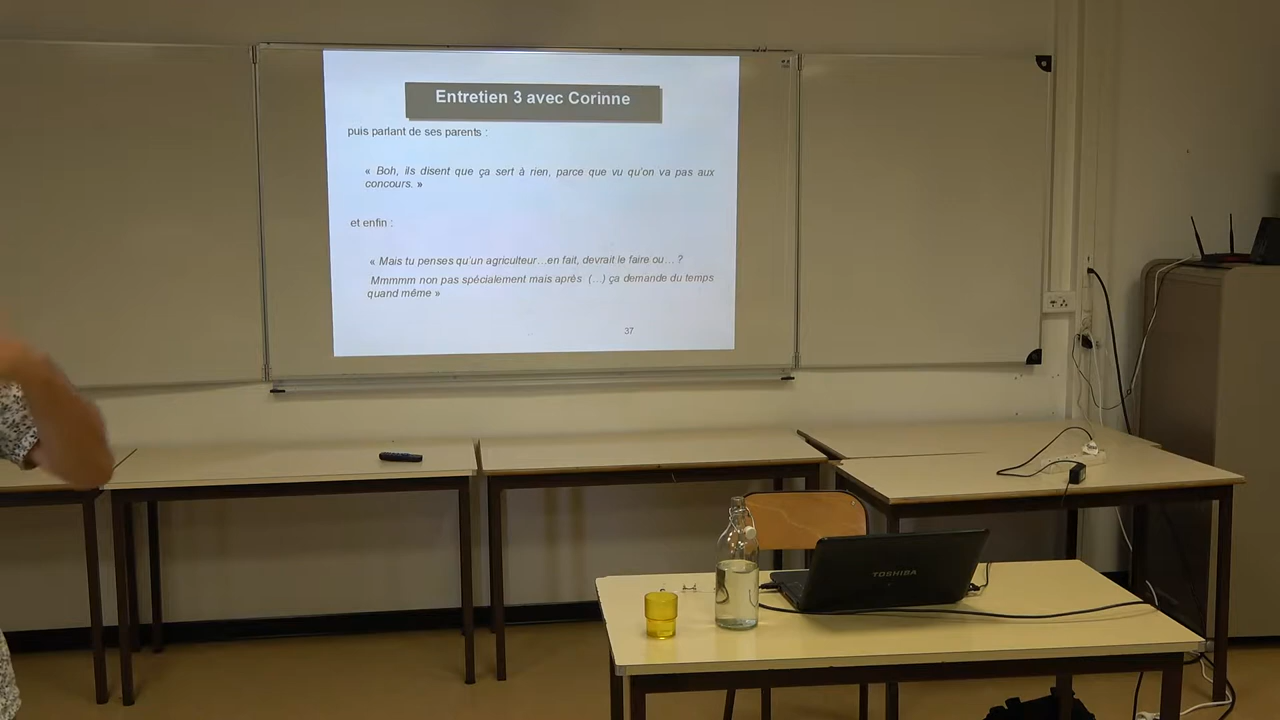 Entretien 3 avec Corinne
puis parlant de ses parents :
« Boh, ils disent que ça sert à rien, parce que vu qu'on va pas aux
concours. »
et enfin :
« Mais tu penses qu'un agriculteur…en fait, devrait le faire ou… ?
Mmmmm non pas spécialement mais après (…) ça demande du temps
quand même »
37
TOSHIBA